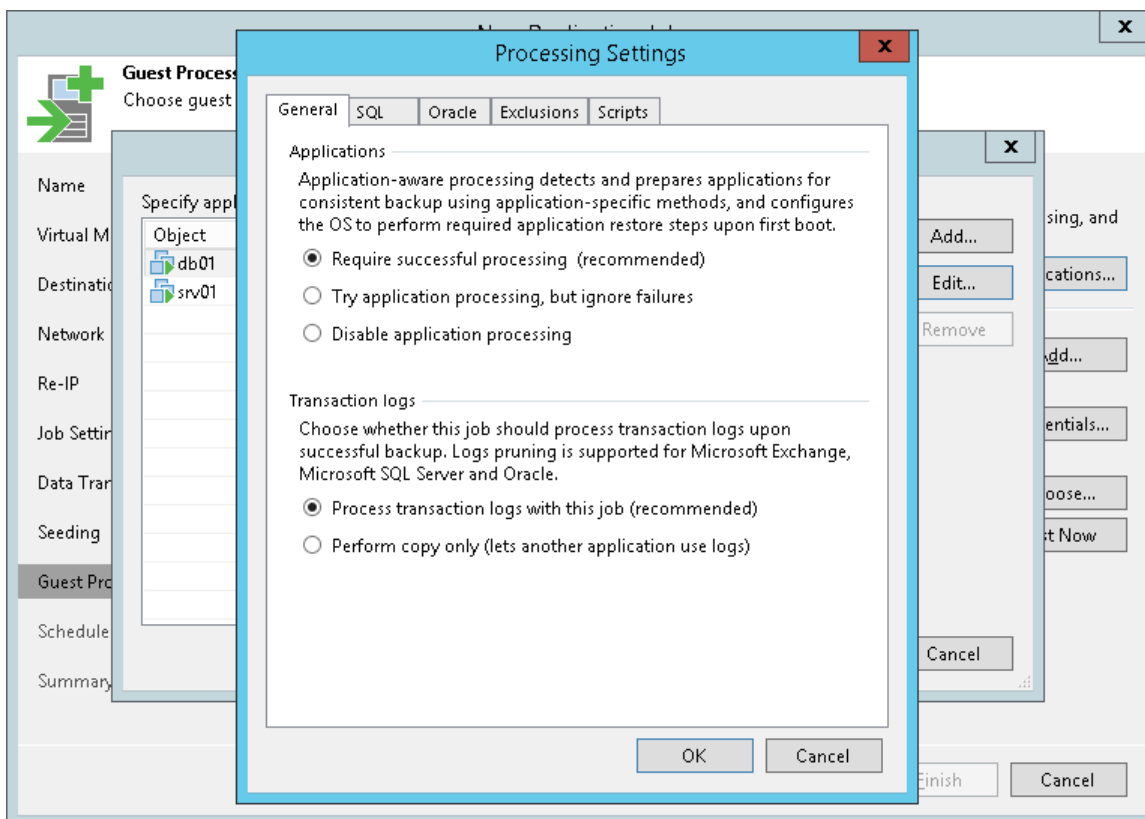 Processing Settings
X
X
X
Guest Process
Choose guest
Name
Virtual M
Destinatio
Network
Re-IP
Job Settin
Data Tran
Seeding
Guest Pro
Schedule
Summary
Specify appl
Object
db01
srv01
General
SQL
Oracle
Exclusions
Scripts
Applications
Application-aware processing detects and prepares applications for
consistent backup using application-specific methods, and configures
the OS to perform required application restore steps upon first boot.
Require successful processing (recommended)
Try application processing, but ignore failures
Disable application processing
Transaction logs
Choose whether this job should process transaction logs upon
successful backup. Logs pruning is supported for Microsoft Exchange,
Microsoft SQL Server and Oracle.
Process transaction logs with this job (recommended)
Perform copy only (lets another application use logs)
OK
Cancel
Add...
Edit...
Remove
Cancel
sing, and
cations...
dd...
entials...
oose...
st Now
Finish
Cancel